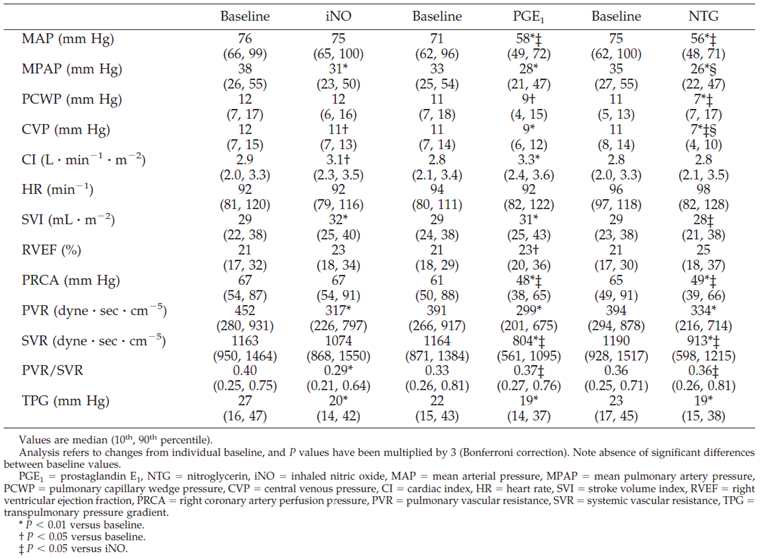 Baseline iNO Baseline PGE1 Baseline NTG
MAP (mm Hg) 76 75 71 58*‡ 75 56*‡
(66, 99) (65, 100) (62, 96) (49, 72) (62, 100) (48, 71)
MPAP (mm Hg) 38 31* 33 28* 35 26*§
(26, 55) (23, 50) (25, 54) (21, 47) (27, 55) (22, 47)
PCWP (mm Hg) 12 12 11 9† 11 7*‡
(7, 17) (6, 16) (7, 18) (4, 15) (5, 13) (7, 17)
CVP (mm Hg) 12 11† 11 9* 11 7*‡§
(7, 15) (7, 13) (7, 14) (6, 12) (8, 14) (4, 10)
CI (L · min−1 · m−2) 2.9 3.1† 2.8 3.3* 2.8 2.8
(2.0, 3.3) (2.3, 3.5) (2.1, 3.4) (2.4, 3.6) (2.0, 3.3) (2.1, 3.5)
HR (min−1) 92 92 94 92 96 98
(81, 120) (79, 116) (80, 111) (82, 122) (97, 118) (82, 128)
SVI (mL · m−2) 29 32* 29 31* 29 28‡
(22, 38) (25, 40) (24, 38) (25, 43) (23, 38) (21, 38)
RVEF (%) 21 23 21 23† 21 25
(17, 32) (18, 34) (18, 29) (20, 36) (17, 30) (18, 37)
PRCA (mm Hg) 67 67 61 48*‡ 65 49*‡
(54, 87) (54, 91) (50, 88) (38, 65) (49, 91) (39, 66)
PVR (dyne · sec · cm−5) 452 317* 391 299* 394 334*
(280, 931) (226, 797) (266, 917) (201, 675) (294, 878) (216, 714)
SVR (dyne · sec · cm−5) 1163 1074 1164 804*‡ 1190 913*‡
(950, 1464) (868, 1550) (871, 1384) (561, 1095) (928, 1517) (598, 1215)
PVR/SVR 0.40 0.29* 0.33 0.37‡ 0.36 0.36‡
(0.25, 0.75) (0.21, 0.64) (0.26, 0.81) (0.27, 0.76) (0.25, 0.71) (0.26, 0.81)
TPG (mm Hg) 27 20* 22 19* 23 19*
(16, 47) (14, 42) (15, 43) (14, 37) (17, 45) (15, 38)
Values are median (10th, 90th percentile).
Analysis refers to changes from individual baseline, and P values have been multiplied by 3 (Bonferroni correction). Note absence of significant differences
between baseline values.
PGE1 = prostaglandin E1, NTG = nitroglycerin, iNO = inhaled nitric oxide, MAP = mean arterial pressure, MPAP = mean pulmonary artery pressure,
PCWP = pulmonary capillary wedge pressure, CVP = central venous pressure, CI = cardiac index, HR = heart rate, SVI = stroke volume index, RVEF = right
ventricular ejection fraction, PRCA = right coronary artery perfusion pressure, PVR = pulmonary vascular resistance, SVR = systemic vascular resistance, TPG =
transpulmonary pressure gradient.
* P < 0.01 versus baseline.
† P < 0.05 versus baseline.
‡ P < 0.05 versus iNO.